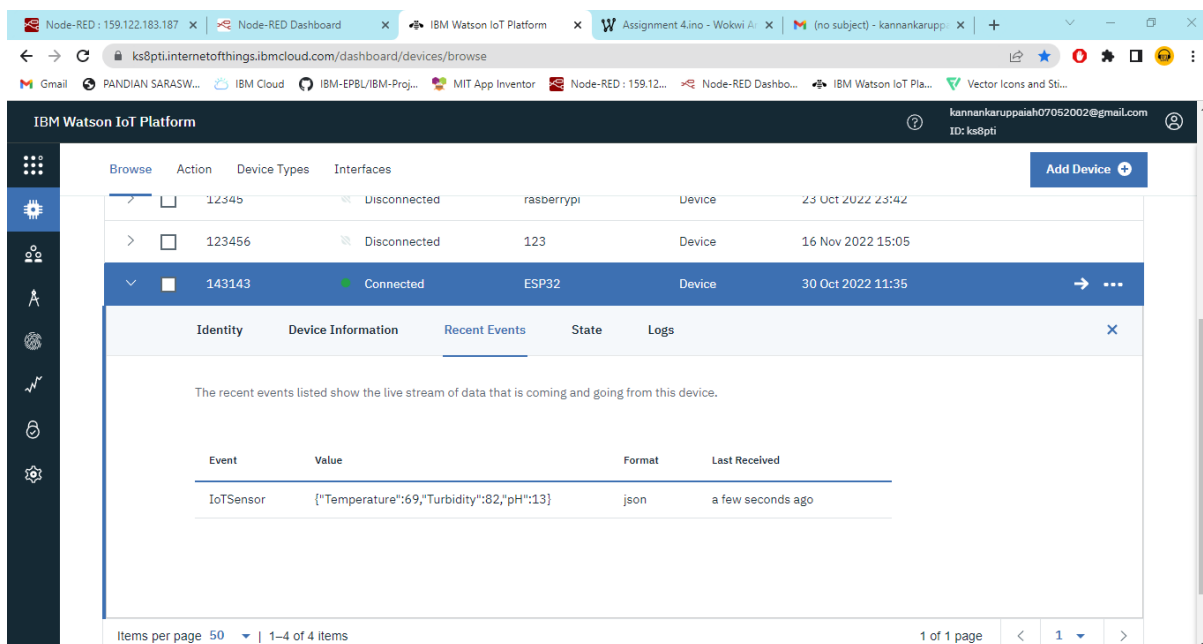 Node-RED : 159.122.183.187
Node-RED Dashboard
IBM Watson IoT Platform
Assignment 4.ino - Wokwi A
(no subject) - kannankarupp
ks8pti.internetofthings.ibmcloud.com/dashboard/devices/browse
Gmail PANDIAN SARASW... IBM Cloud IBM-EPBL/IBM-Proj... MIT App Inventor Node-RED : 159.12... Node-RED Dashbo... IBM Watson IoT Pla... Vector Icons and Sti...
IBM Watson IoT Platform
kannankaruppaiah07052002@gmail.com
ID: ks8pti
Browse Action Device Types Interfaces
Add Device
12345 Disconnected rasberrypi Device 23 Oct 2022 23:42
123456 Disconnected 123 Device 16 Nov 2022 15:05
143143 Connected ESP32 Device 30 Oct 2022 11:35
Identity Device Information Recent Events State Logs
The recent events listed show the live stream of data that is coming and going from this device.
Event Value Format Last Received
IoTSensor {"Temperature":69,"Turbidity":82,"pH":13} json a few seconds ago
Items per page 50 | 1–4 of 4 items 1 of 1 page 1